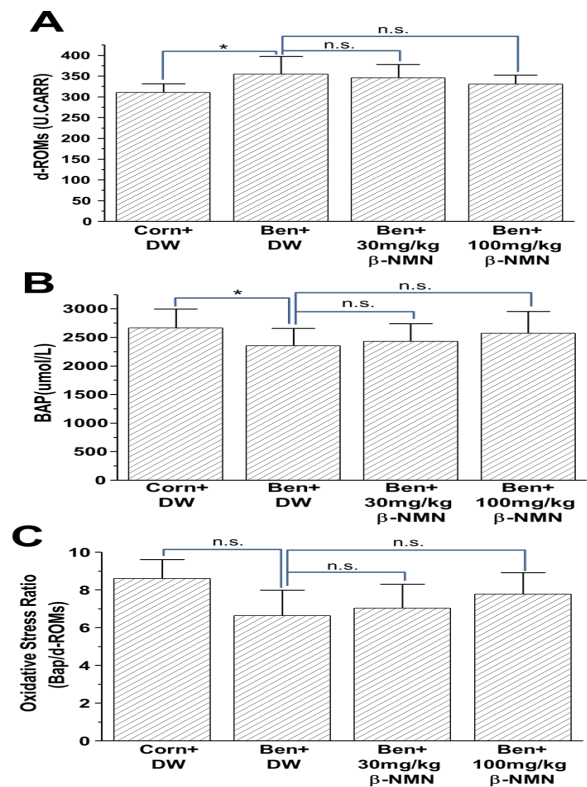 A
n.s.
* n.s.
d-ROMs (U.CARR)
400
350
300
250
200
150
100
50
0
Corn+ Ben+ Ben+ Ben+
DW DW 30mg/kg 100mg/kg
β-NMN β-NMN
B
n.s.
* n.s.
BAP(umol/L)
3000
2500
2000
1500
1000
500
0
Corn+ Ben+ Ben+ Ben+
DW DW 30mg/kg 100mg/kg
β-NMN β-NMN
C
n.s. n.s.
n.s.
Oxidative Stress Ratio
(Bap/d-ROMs)
10
8
6
4
2
0
Corn+ Ben+ Ben+ Ben+
DW DW 30mg/kg 100mg/kg
β-NMN β-NMN